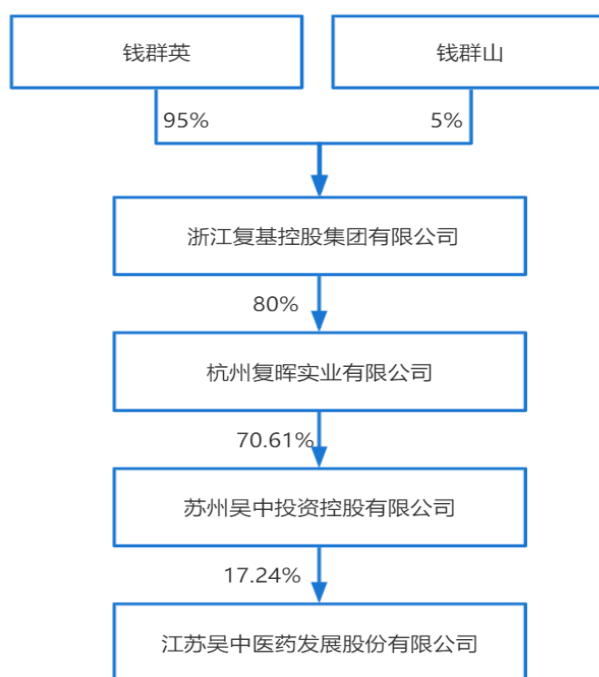 钱群英
钱群山
95%
5%
浙江复基控股集团有限公司
80%
杭州复晖实业有限公司
70.61%
苏州吴中投资控股有限公司
17.24%
江苏吴中医药发展股份有限公司